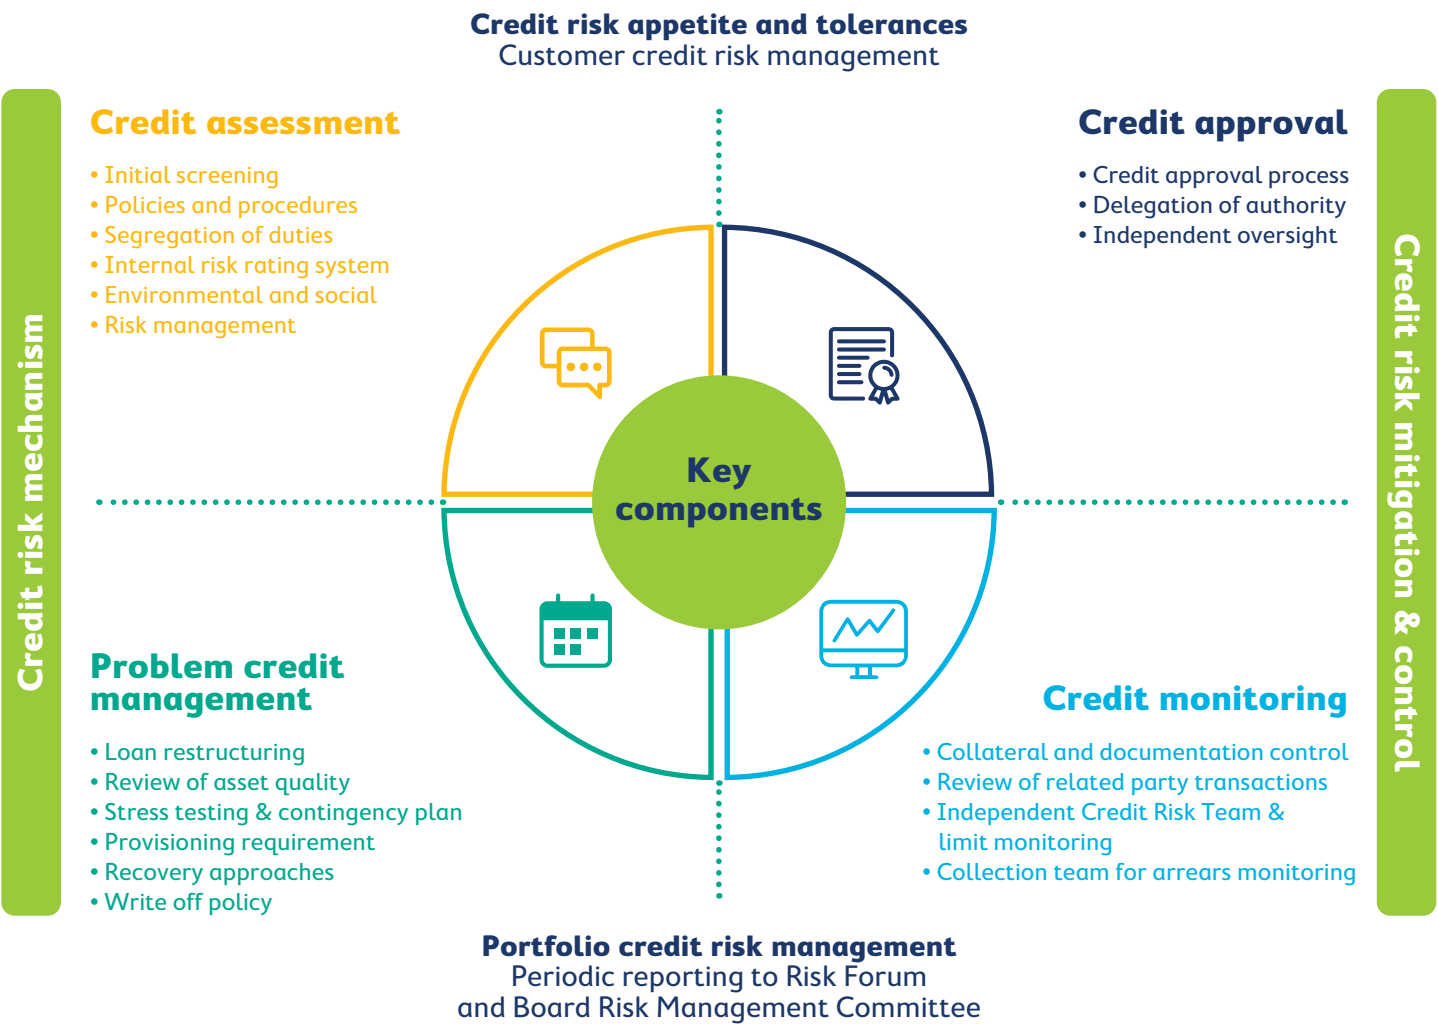 Credit risk appetite and tolerances
Customer credit risk management
Credit risk mechanism
Credit assessment
• Initial screening
• Policies and procedures
• Segregation of duties
• Internal risk rating system
• Environmental and social
• Risk management
Credit approval
• Credit approval process
• Delegation of authority
• Independent oversight
Credit risk mitigation & control
Key
components
Problem credit
management
• Loan restructuring
• Review of asset quality
• Stress testing & contingency plan
• Provisioning requirement
• Recovery approaches
• Write off policy
Credit monitoring
• Collateral and documentation control
• Review of related party transactions
• Independent Credit Risk Team &
limit monitoring
• Collection team for arrears monitoring
Portfolio credit risk management
Periodic reporting to Risk Forum
and Board Risk Management Committee